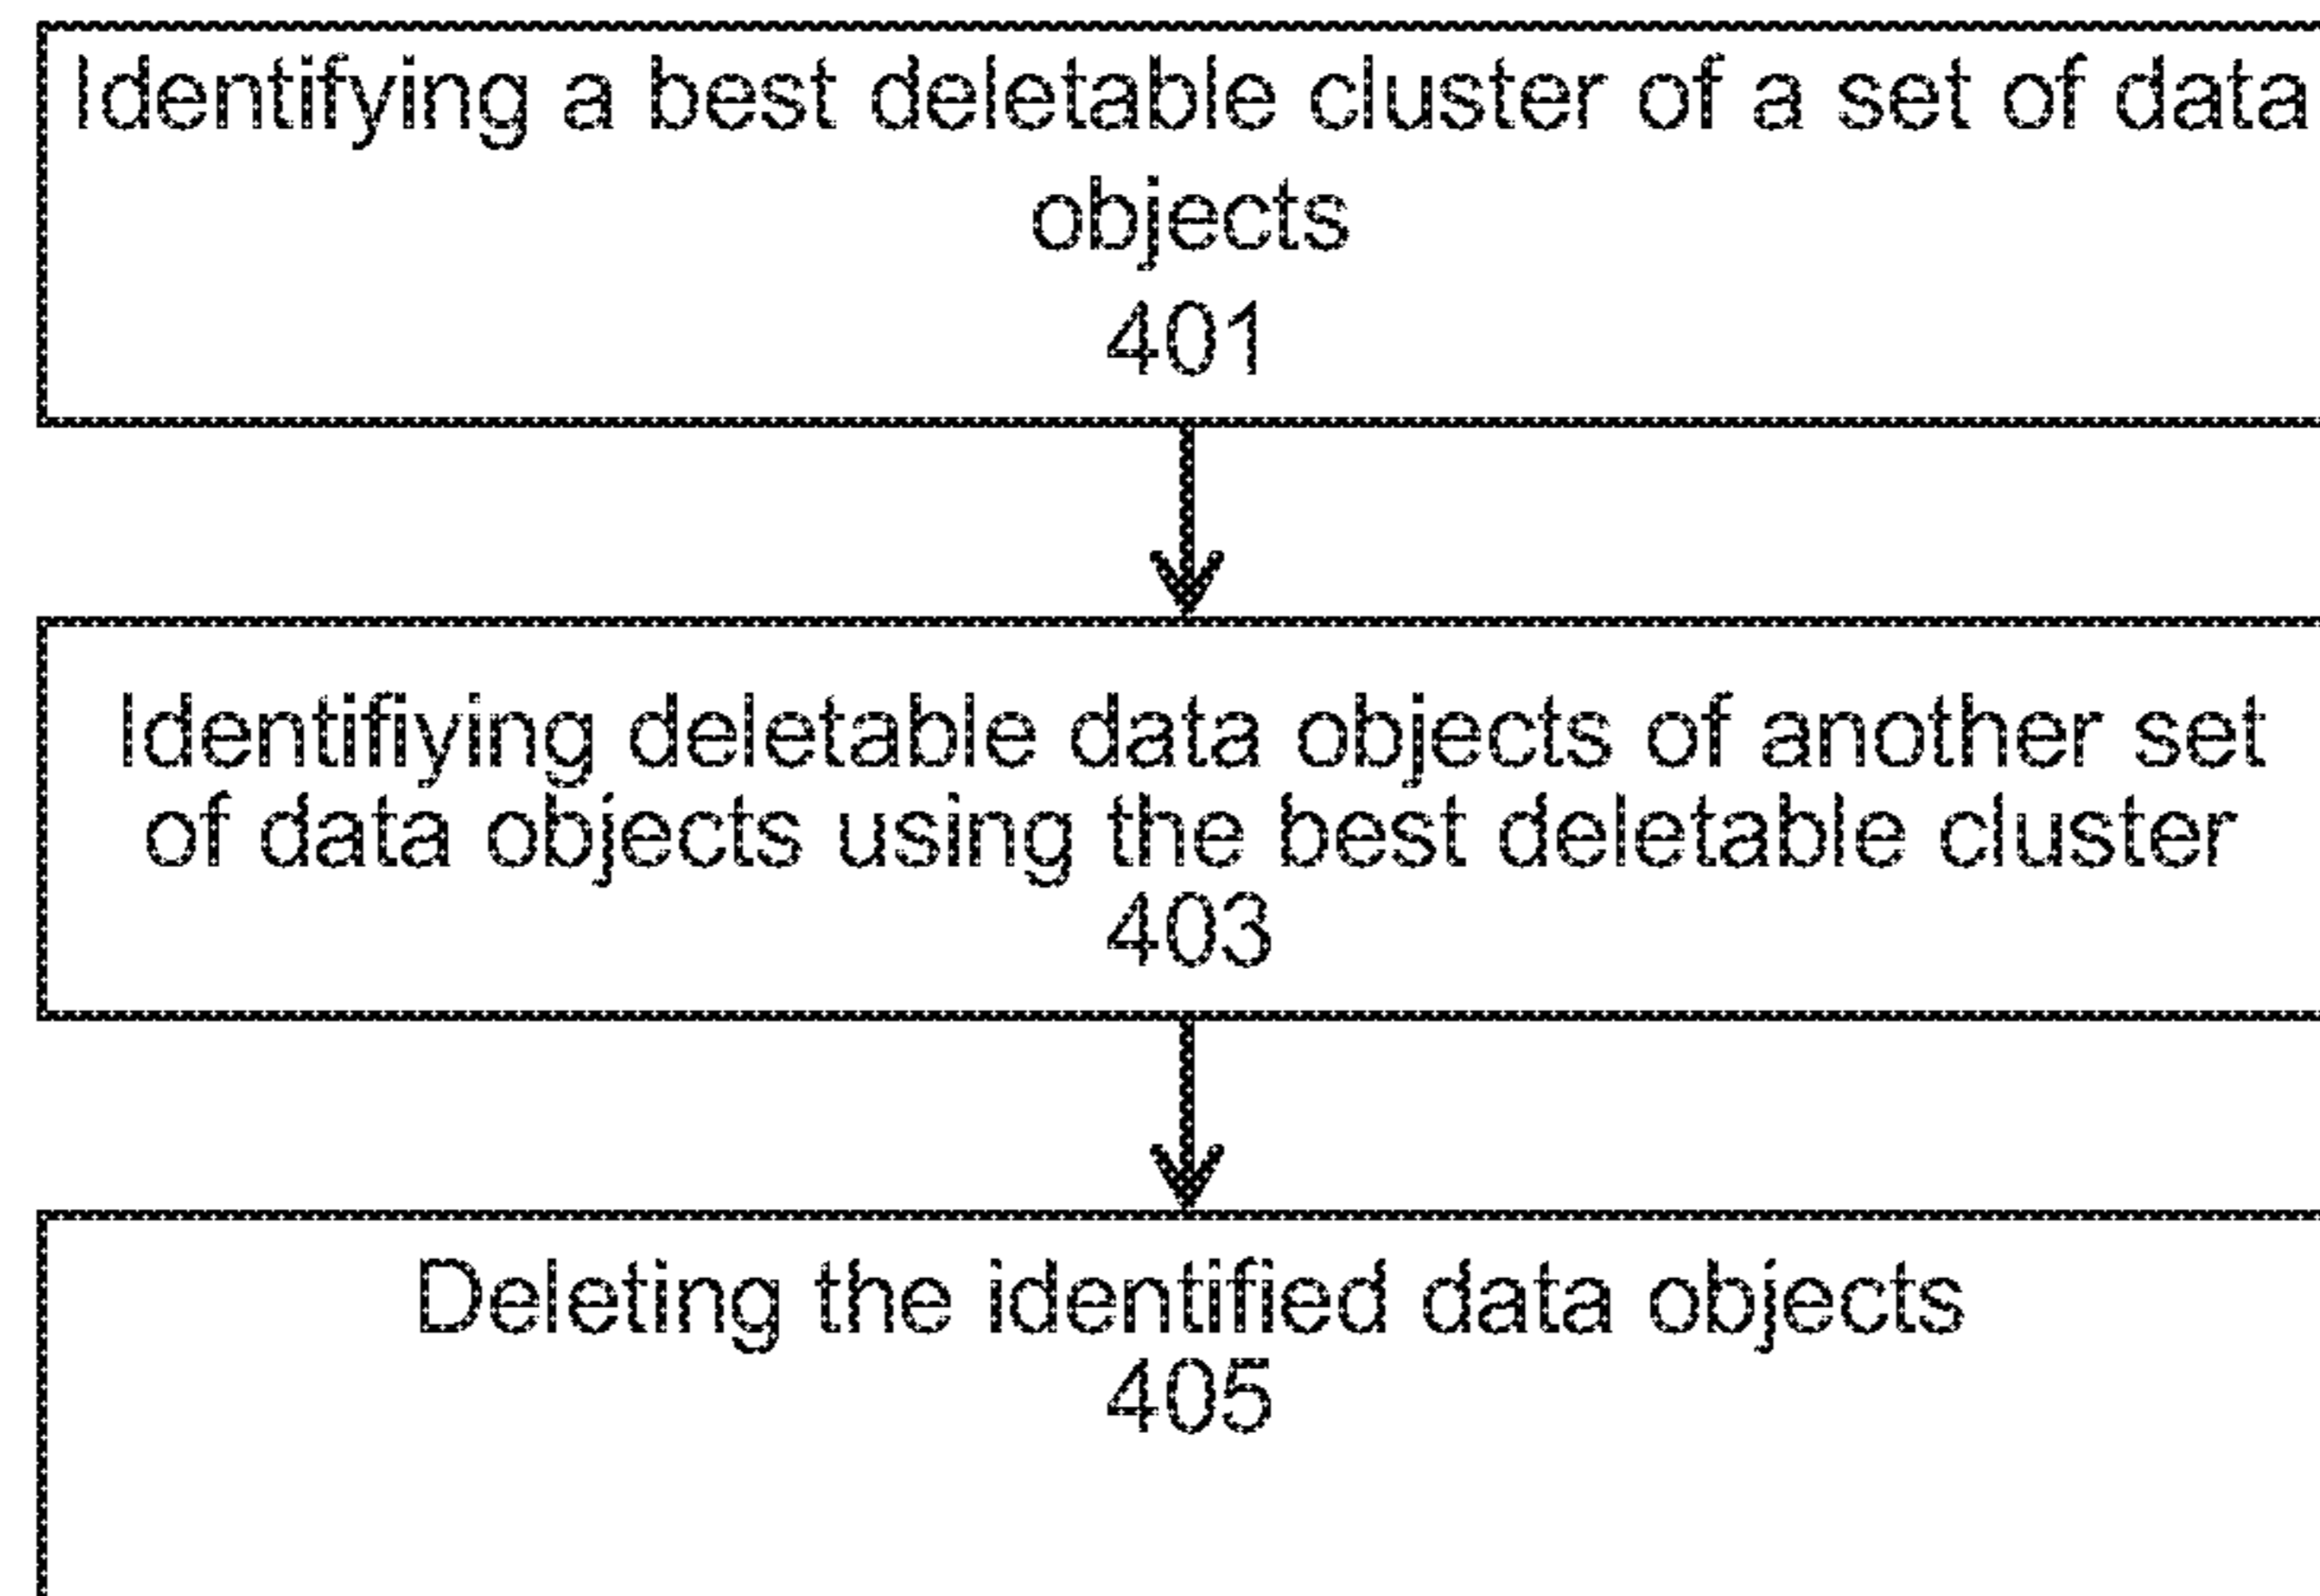 Identifying a best deletable cluster of a set of data
objects
401
Identifiying deletable data objects of another set
of data objects using the best deletable cluster
403
Deleting the identified data objects
405